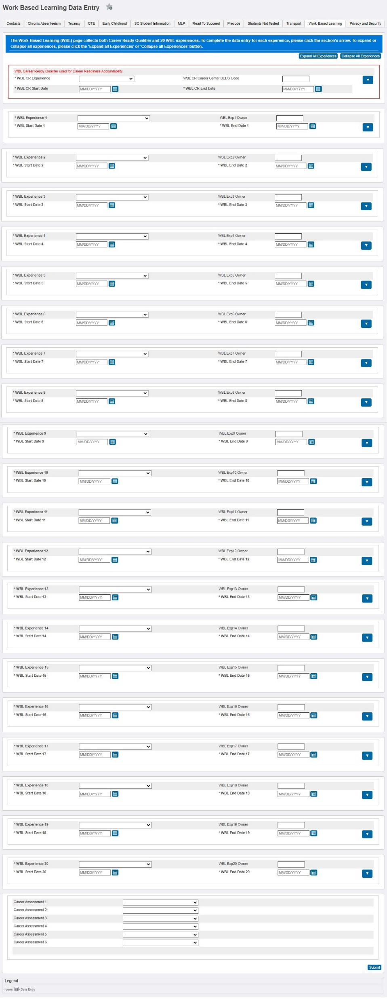 Work Based Learning Data Entry
Contacts Chronic Absenteeism Truancy CTE Early Childhood SC Student Information MLP Read To Succeed Precode Students Not Tested Transport Work-Based Learning Privacy and Security
The Work-Based Learning (WBL) page collects both Career Ready Qualifier and 20 WBL experiences. To complete the data entry for each experience, please click the section's arrow. To expand or
collapse all experiences, please click the 'Expand all Experiences' or 'Collapse all Experiences' button.
Expand All Experiences Collapse All Experiences
WBL Career Ready Qualifier used for Career Readiness Accountability.
* WBL CR Experience WBL CR Career Center BEDS Code
* WBL CR Start Date MM/DD/YYYY * WBL CR End Date MM/DD/YYYY
* WBL Experience 1 WBL Exp1 Owner
* WBL Start Date 1 MM/DD/YYYY * WBL End Date 1 MM/DD/YYYY
* WBL Experience 2 WBL Exp2 Owner
* WBL Start Date 2 MM/DD/YYYY * WBL End Date 2 MM/DD/YYYY
* WBL Experience 3 WBL Exp3 Owner
* WBL Start Date 3 MM/DD/YYYY * WBL End Date 3 MM/DD/YYYY
* WBL Experience 4 WBL Exp4 Owner
* WBL Start Date 4 MM/DD/YYYY * WBL End Date 4 MM/DD/YYYY
* WBL Experience 5 WBL Exp5 Owner
* WBL Start Date 5 MM/DD/YYYY * WBL End Date 5 MM/DD/YYYY
* WBL Experience 6 WBL Exp6 Owner
* WBL Start Date 6 MM/DD/YYYY * WBL End Date 6 MM/DD/YYYY
* WBL Experience 7 WBL Exp7 Owner
* WBL Start Date 7 MM/DD/YYYY * WBL End Date 7 MM/DD/YYYY
* WBL Experience 8 WBL Exp8 Owner
* WBL Start Date 8 MM/DD/YYYY * WBL End Date 8 MM/DD/YYYY
* WBL Experience 9 WBL Exp9 Owner
* WBL Start Date 9 MM/DD/YYYY * WBL End Date 9 MM/DD/YYYY
* WBL Experience 10 WBL Exp10 Owner
* WBL Start Date 10 MM/DD/YYYY * WBL End Date 10 MM/DD/YYYY
* WBL Experience 11 WBL Exp11 Owner
* WBL Start Date 11 MM/DD/YYYY * WBL End Date 11 MM/DD/YYYY
* WBL Experience 12 WBL Exp12 Owner
* WBL Start Date 12 MM/DD/YYYY * WBL End Date 12 MM/DD/YYYY
* WBL Experience 13 WBL Exp13 Owner
* WBL Start Date 13 MM/DD/YYYY * WBL End Date 13 MM/DD/YYYY
* WBL Experience 14 WBL Exp14 Owner
* WBL Start Date 14 MM/DD/YYYY * WBL End Date 14 MM/DD/YYYY
* WBL Experience 15 WBL Exp15 Owner
* WBL Start Date 15 MM/DD/YYYY * WBL End Date 15 MM/DD/YYYY
* WBL Experience 16 WBL Exp16 Owner
* WBL Start Date 16 MM/DD/YYYY * WBL End Date 16 MM/DD/YYYY
* WBL Experience 17 WBL Exp17 Owner
* WBL Start Date 17 MM/DD/YYYY * WBL End Date 17 MM/DD/YYYY
* WBL Experience 18 WBL Exp18 Owner
* WBL Start Date 18 MM/DD/YYYY * WBL End Date 18 MM/DD/YYYY
* WBL Experience 19 WBL Exp19 Owner
* WBL Start Date 19 MM/DD/YYYY * WBL End Date 19 MM/DD/YYYY
* WBL Experience 20 WBL Exp20 Owner
* WBL Start Date 20 MM/DD/YYYY * WBL End Date 20 MM/DD/YYYY
Career Assessment 1
Career Assessment 2
Career Assessment 3
Career Assessment 4
Career Assessment 5
Career Assessment 6
Submit
Legend
Icons - Date Entry